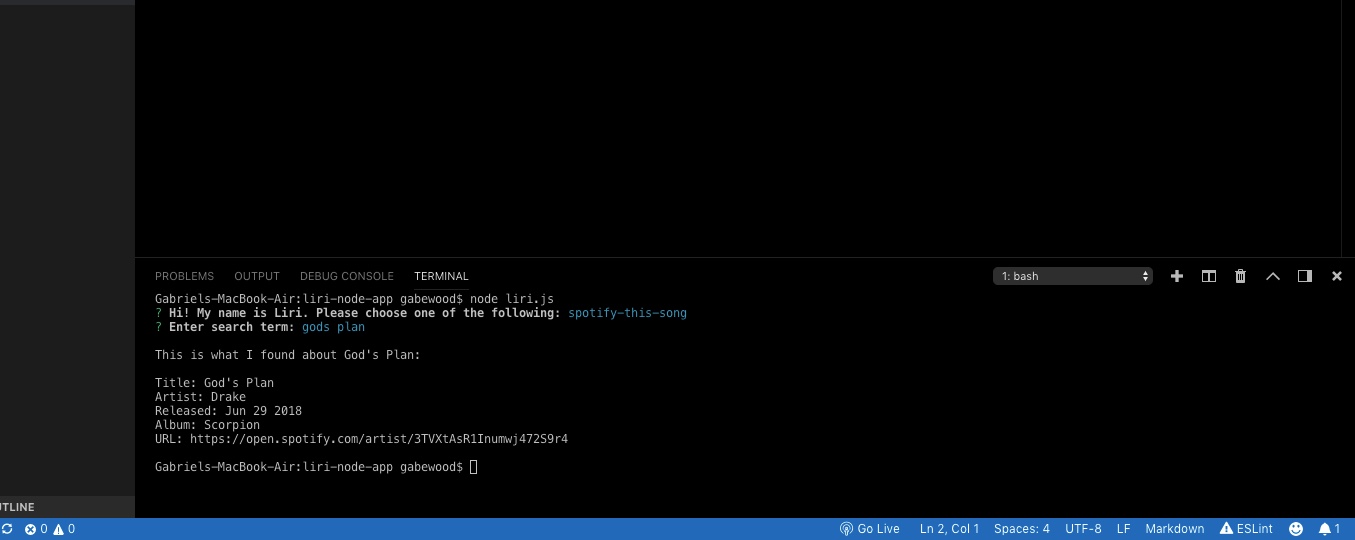 PROBLEMS OUTPUT DEBUG CONSOLE TERMINAL 1: bash
Gabriels-MacBook-Air:liri-node-app gabewood$ node liri.js
? Hi! My name is Liri. Please choose one of the following: spotify-this-song
? Enter search term: gods plan
This is what I found about God's Plan:
Title: God's Plan
Artist: Drake
Released: Jun 29 2018
Album: Scorpion
URL: https://open.spotify.com/artist/3TVXtAsR1Inumwj472S9r4
Gabriels-MacBook-Air:liri-node-app gabewood$
UTLINE
0 0 Go Live Ln 2, Col 1 Spaces: 4 UTF-8 LF Markdown ESLint 1